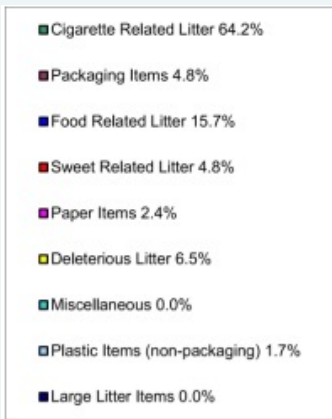 Cigarette Related Litter 64.2%
Packaging Items 4.8%
Food Related Litter 15.7%
Sweet Related Litter 4.8%
Paper Items 2.4%
Deleterious Litter 6.5%
Miscellaneous 0.0%
Plastic Items (non-packaging) 1.7%
Large Litter Items 0.0%